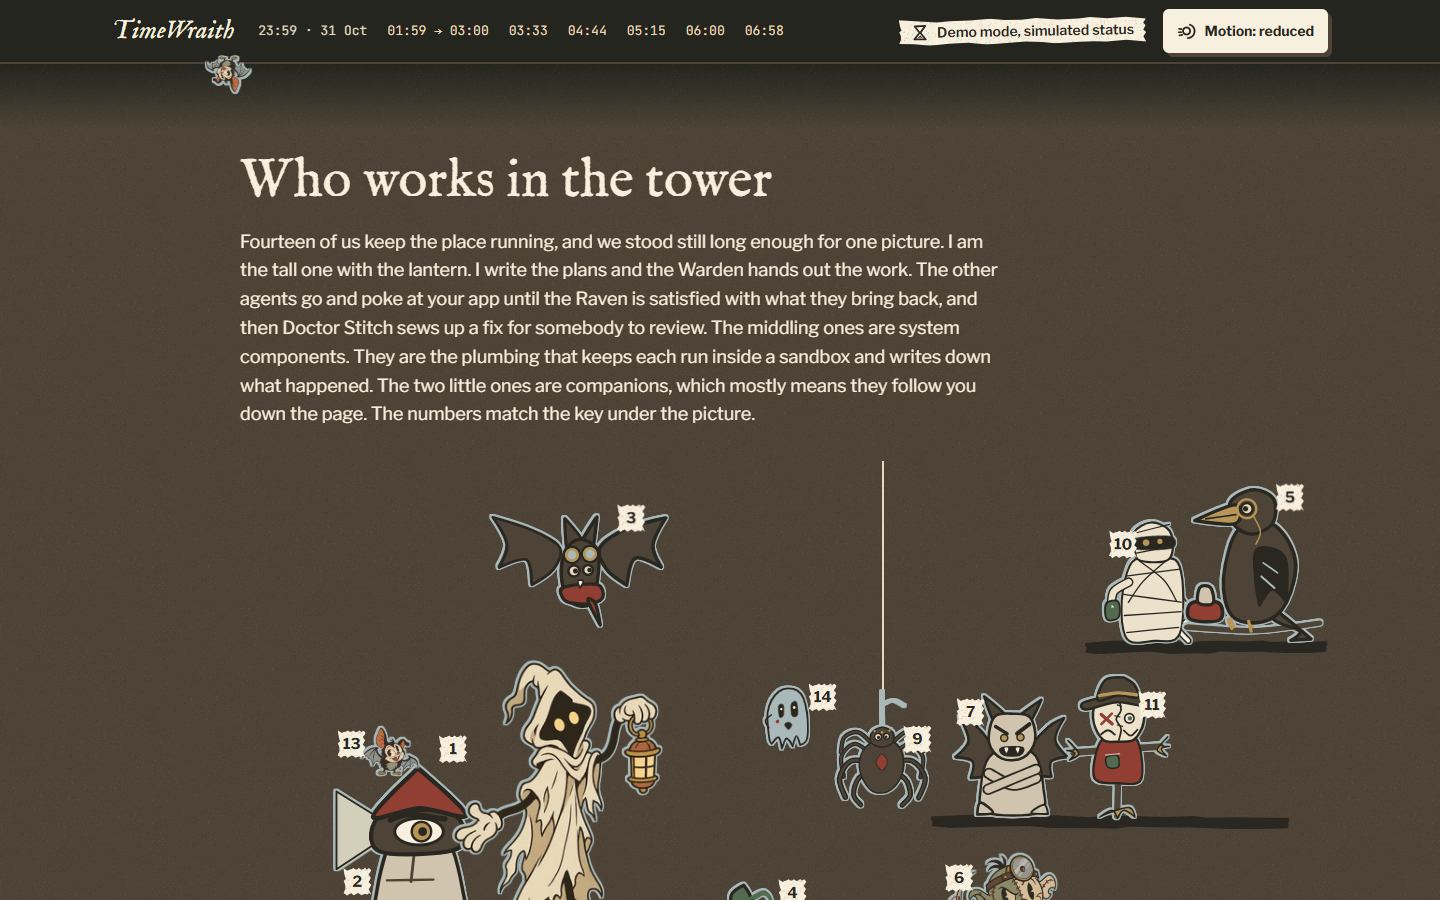 TimeWraith
23:59 · 31 Oct 01:59 → 03:00 03:33 04:44 05:15 06:00 06:58
Demo mode, simulated status
Motion: reduced
Who works in the tower
Fourteen of us keep the place running, and we stood still long enough for one picture. I am
the tall one with the lantern. I write the plans and the Warden hands out the work. The other
agents go and poke at your app until the Raven is satisfied with what they bring back, and
then Doctor Stitch sews up a fix for somebody to review. The middling ones are system
components. They are the plumbing that keeps each run inside a sandbox and writes down
what happened. The two little ones are companions, which mostly means they follow you
down the page. The numbers match the key under the picture.
5
3
10
14
11
7
9
13
1
6
2
4